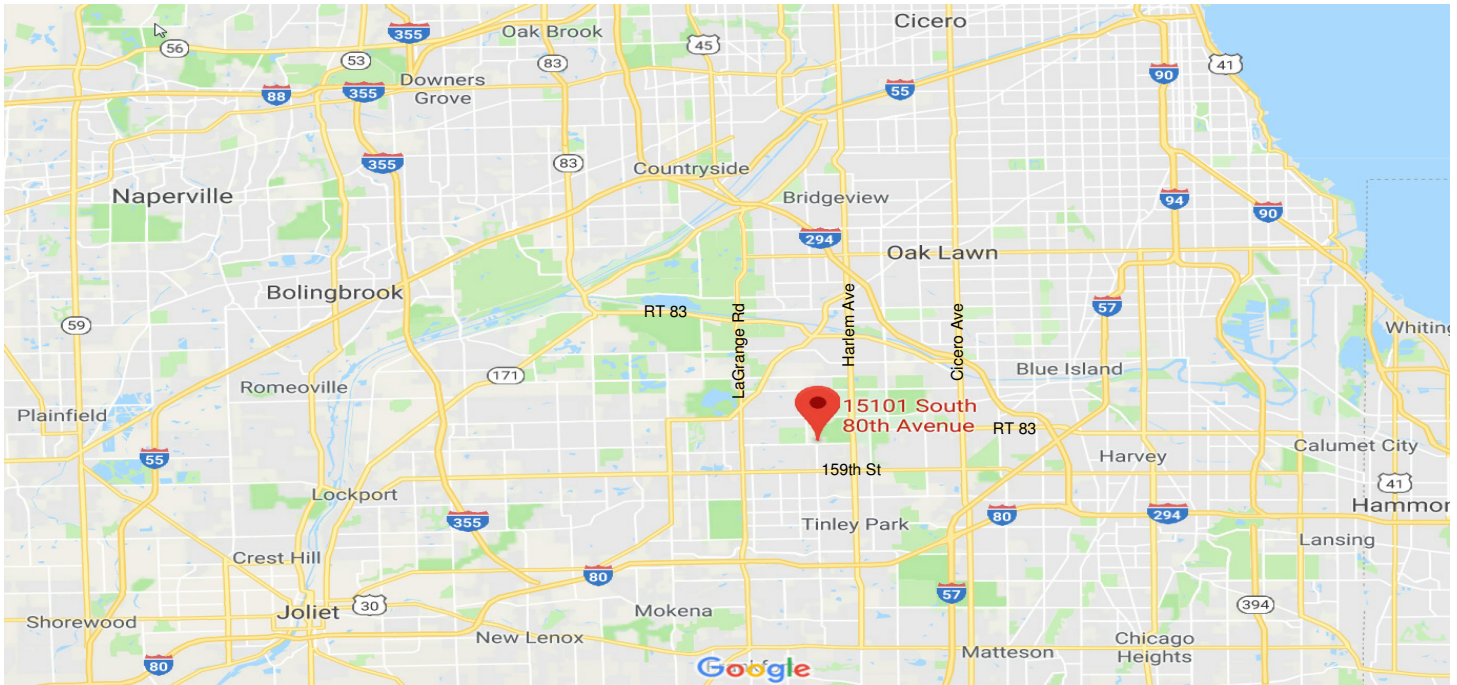 Cicero
355
Oak Brook
45
56
53
83
41
90
Downers
Grove
88
355
55
355
83
Countryside
Naperville
Bridgeview
94
90
294
Oak Lawn
Bolingbrook
57
RT 83
LaGrange Rd
Harlem Ave
Cicero Ave
59
Whiting
171
Blue Island
Romeoville
Plainfield
15101 South
80th Avenue
RT 83
Calumet City
55
Harvey
159th St
41
Lockport
Hammon
355
Tinley Park
80
294
Lansing
Crest Hill
80
57
30
Joliet
Mokena
394
Shorewood
New Lenox
Chicago
Heights
Matteson
80
Google